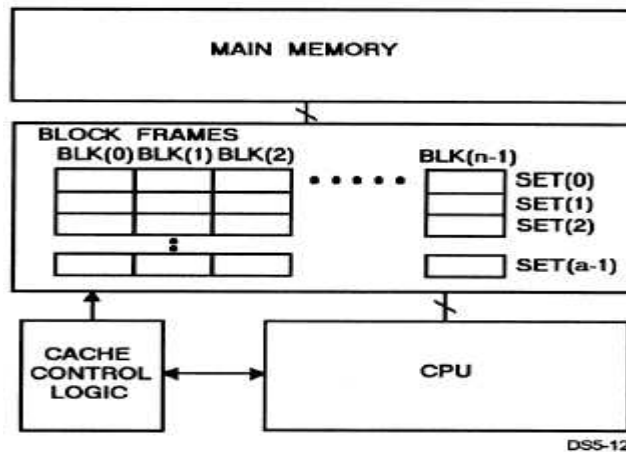 MAIN MEMORY
BLOCK FRAMES
BLK(0) BLK(1) BLK(2) BLK(n-1)
SET(0)
SET(1)
SET(2)
SET(a-1)
CACHE
CONTROL
LOGIC
CPU
DS5-12